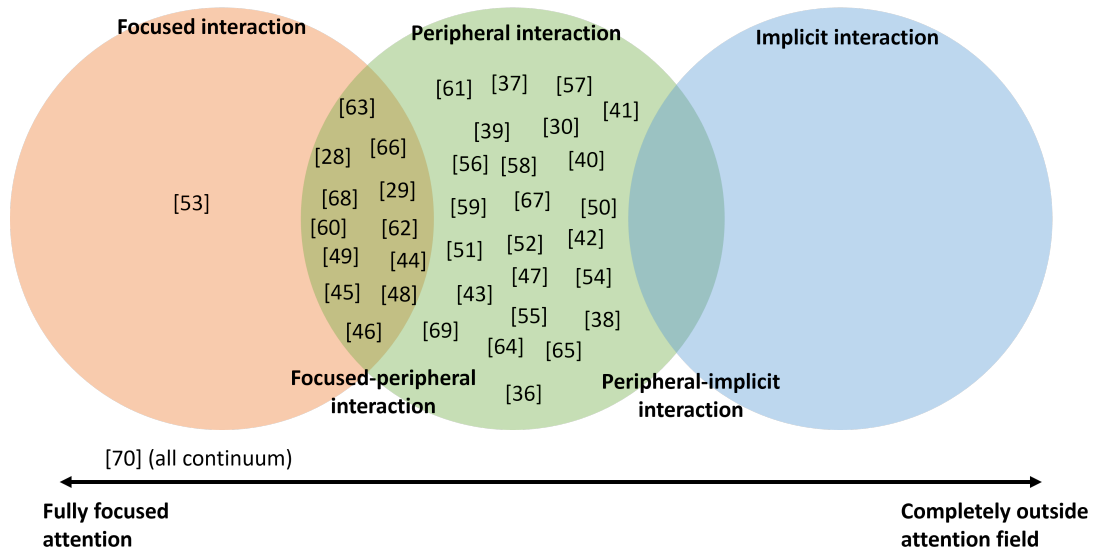 Focused interaction
Peripheral interaction
Implicit interaction
[61] [37] [57]
[63]
[41]
[39] [30]
[28] [66]
[56] [58] [40]
[68] [29]
[53]
[59] [67] [50]
[60] [62]
[51] [52] [42]
[49] [44]
[47] [54]
[45] [48] [43]
[55] [38]
[46] [69]
[64] [65]
Focused-peripheral
interaction
Peripheral-implicit
interaction
[36]
[70] (all continuum)
Fully focused
attention
Completely outside
attention field